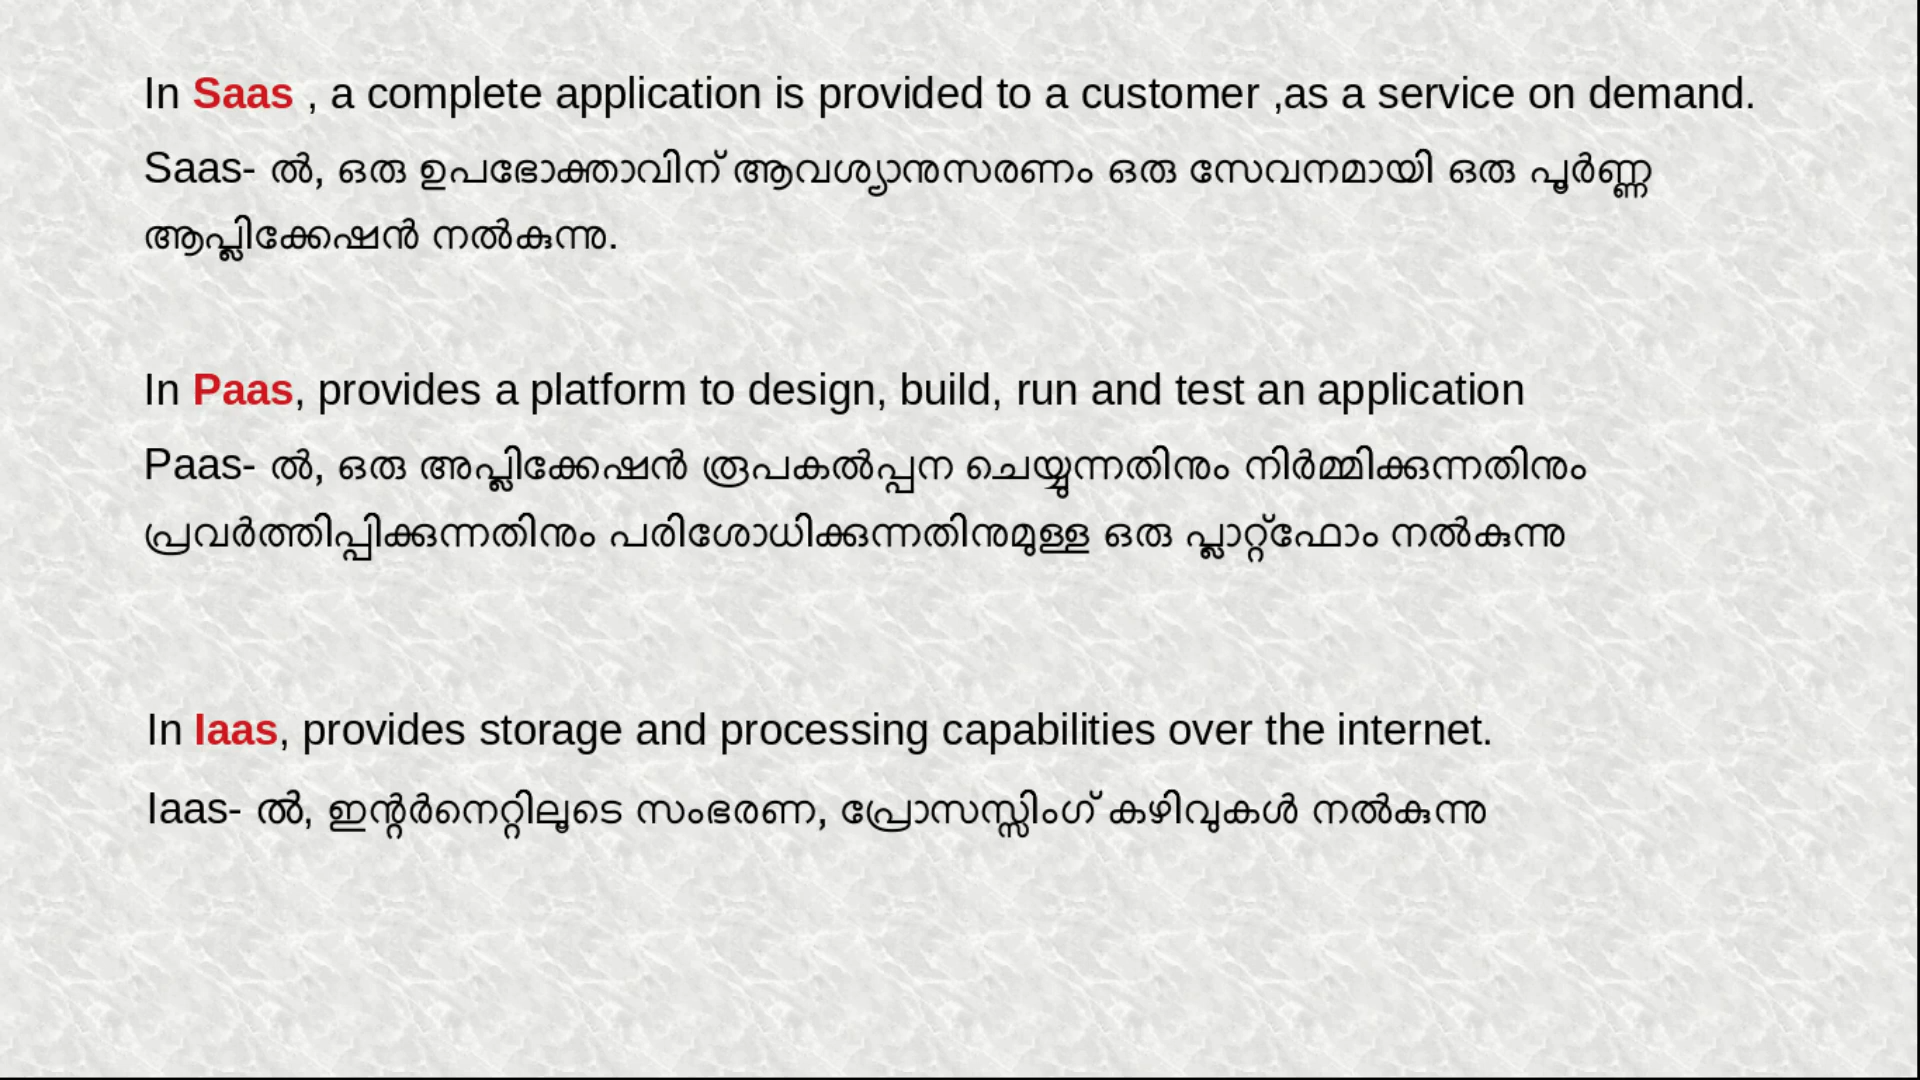 In Saas , a complete application is provided to a customer ,as a service on demand.
Saas- ൽ, ഒരു ഉപഭോക്താവിന് ആവശ്യാനുസരണം ഒരു സേവനമായി ഒരു പൂർണ്ണ
ആപ്ലിക്കേഷൻ നൽകുന്നു.
In Paas, provides a platform to design, build, run and test an application
Paas- ൽ, ഒരു അപ്ലിക്കേഷൻ രൂപകൽപ്പന ചെയ്യുന്നതിനും നിർമ്മിക്കുന്നതിനും
പ്രവർത്തിപ്പിക്കുന്നതിനും പരിശോധിക്കുന്നതിനുമുള്ള ഒരു പ്ലാറ്റ്ഫോം നൽകുന്നു
In Iaas, provides storage and processing capabilities over the internet.
Iaas- ൽ, ഇന്റർനെറ്റിലൂടെ സംഭരണ, പ്രോസസ്സിംഗ് കഴിവുകൾ നൽകുന്നു